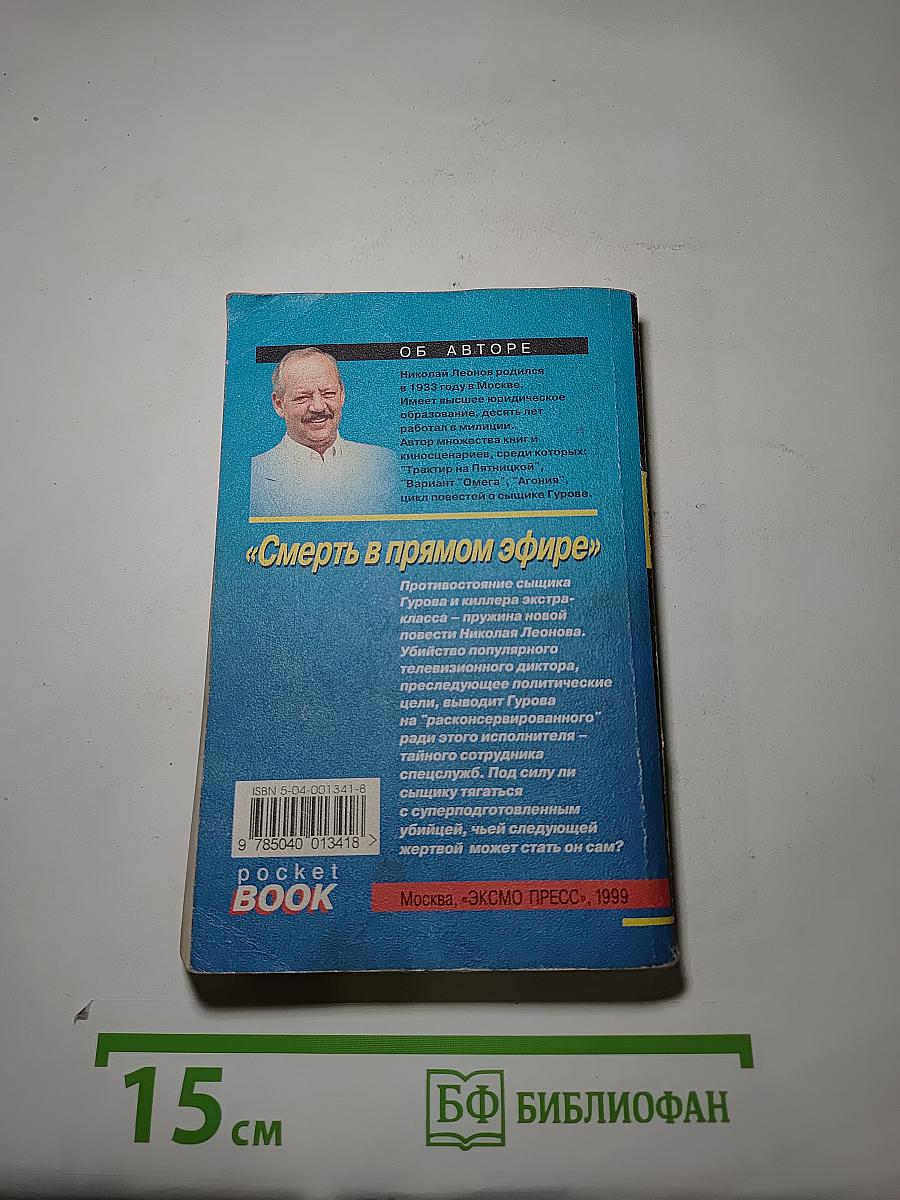 ОБ АВТОРЕ
Николай Леонов родился
в 1933 году в Москве.
Имеет высшее юридическое
образование, десять лет
работал в милиции.
Автор множества книг и
киносценариев, среди которых:
"Трактир на Пятницкой",
"Вариант "Омега", "Агония",
цикл повестей о сыщике Гурове.
«Смерть в прямом эфире»
Противостояние сыщика
Гурова и киллера экстра-
класса – пружина новой
повести Николая Леонова.
Убийство популярного
телевизионного диктора,
преследующее политические
цели, выводит Гурова
на "расконсервированного"
ради этого исполнителя –
тайного сотрудника
спецслужб. Под силу ли
сыщику тягаться
с суперподготовленным
убийцей, чьей следующей
жертвой может стать он сам?
ISBN 5-04-001341-8
9 785040 013418 >
pocket
BOOK
Москва, «ЭКСМО ПРЕСС», 1999
15 см
БФ БИБЛИОФАН